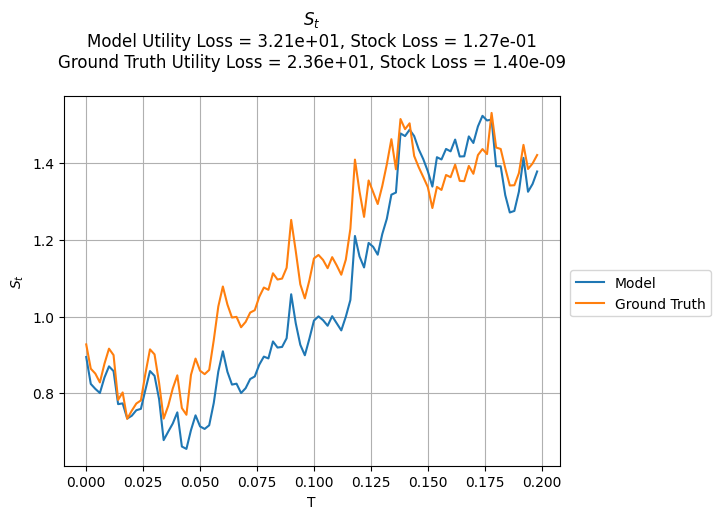 S_t
Model Utility Loss = 3.21e+01, Stock Loss = 1.27e-01
Ground Truth Utility Loss = 2.36e+01, Stock Loss = 1.40e-09
S_t
1.4
1.2
1.0
0.8
0.000 0.025 0.050 0.075 0.100 0.125 0.150 0.175 0.200
T
Model
Ground Truth